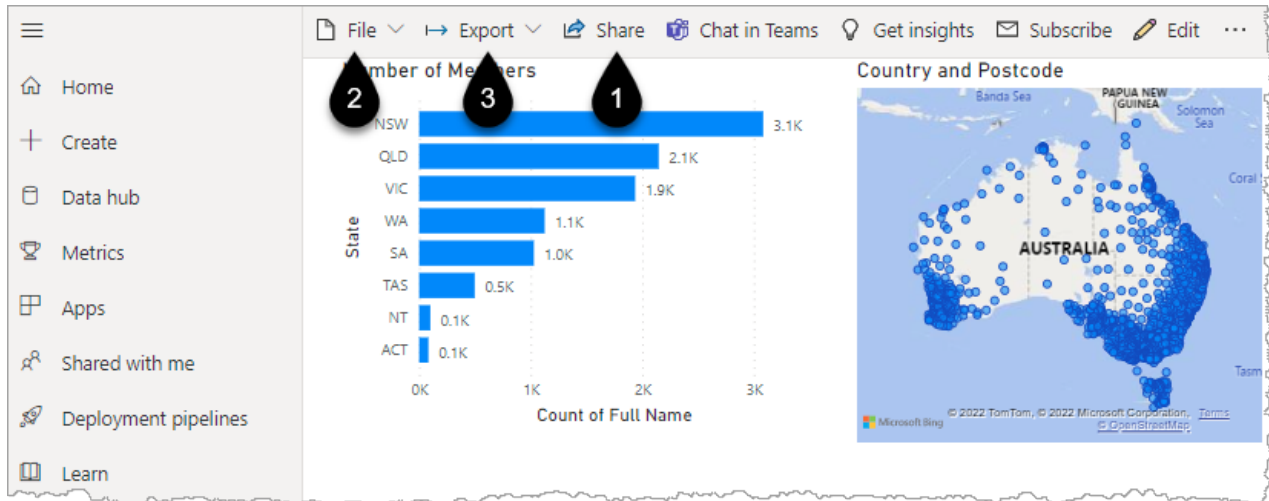 File
Export
Share
Chat in Teams
Get insights
Subscribe
Edit
...
Home
Create
Data hub
Metrics
Apps
Shared with me
Deployment pipelines
Learn
2
3
1
of
NSW
QLD
VIC
WA
SA
TAS
NT
ACT
3.1K
2.1K
1.9K
1.1K
1.0K
0.5K
0.1K
0.1K
State
0K
1K
2K
3K
Count of Full Name
Country and Postcode
Banda Sea
PAPUA NEW
GUINEA
Solomon
Sea
Coral
AUSTRALIA
Tasm
Microsoft Bing
© 2022 TomTom, © 2022 Microsoft Corporation, Terms
© OpenStreetMap